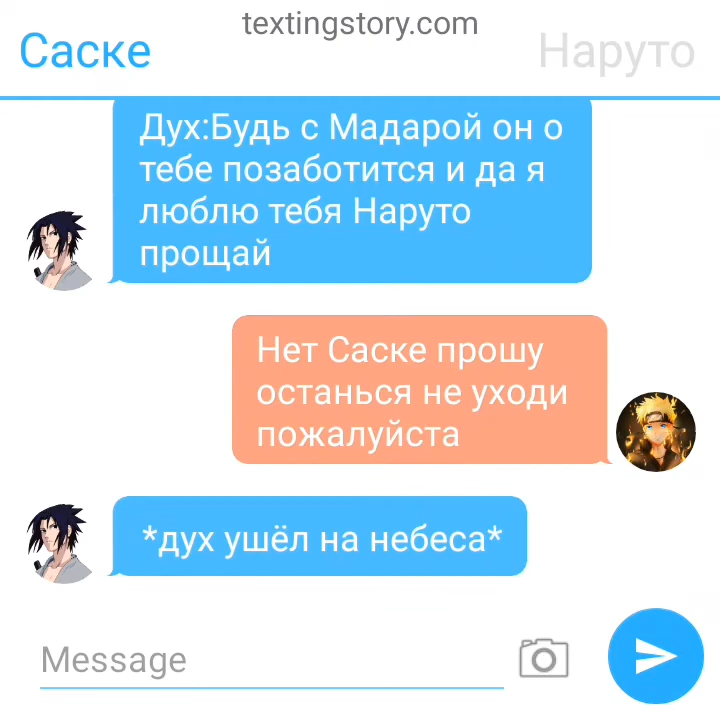 textingstory.com
Саске
Наруто
Дух:Будь с Мадарой он о
тебе позаботится и да я
люблю тебя Наруто
прощай
Нет Саске прошу
останься не уходи
пожалуйста
*дух ушёл на небеса*
Message